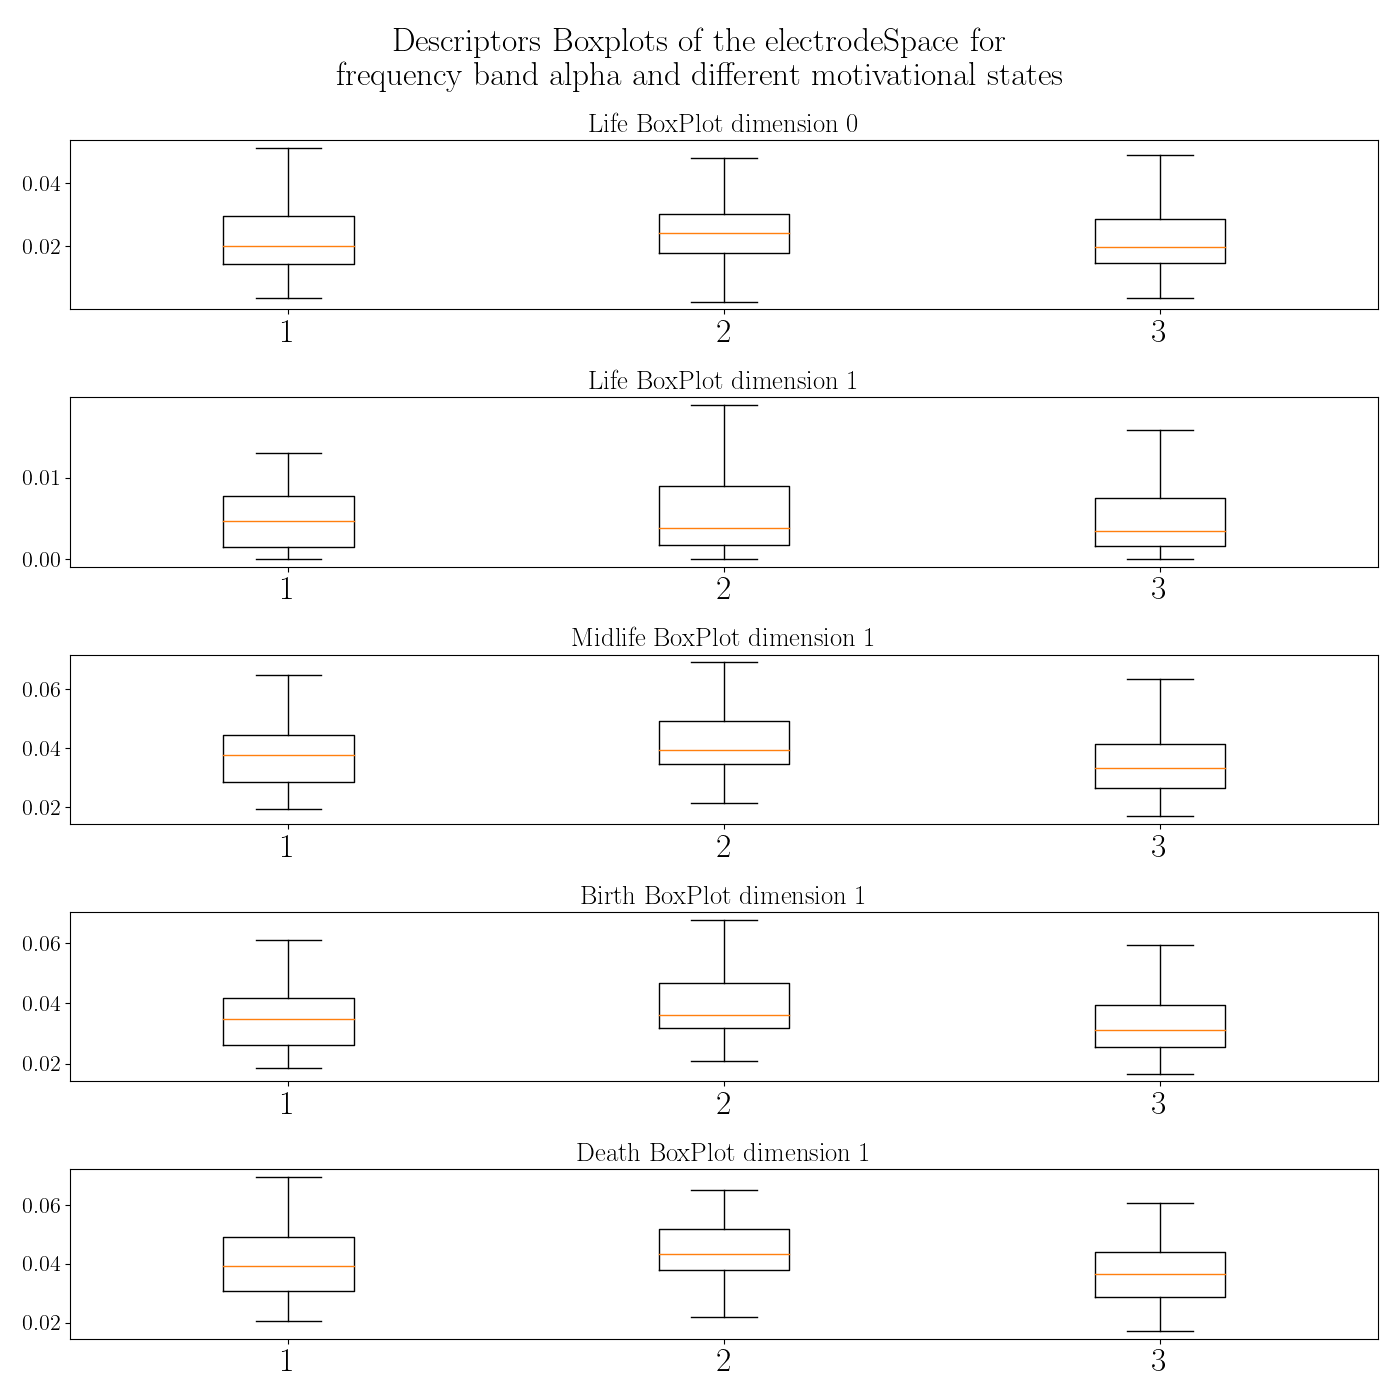 Descriptors Boxplots of the electrodeSpace for
frequency band alpha and different motivational states
Life BoxPlot dimension 0
0.04
0.02
1 2 3
Life BoxPlot dimension 1
0.01
0.00
1 2 3
Midlife BoxPlot dimension 1
0.06
0.04
0.02
1 2 3
Birth BoxPlot dimension 1
0.06
0.04
0.02
1 2 3
Death BoxPlot dimension 1
0.06
0.04
0.02
1 2 3